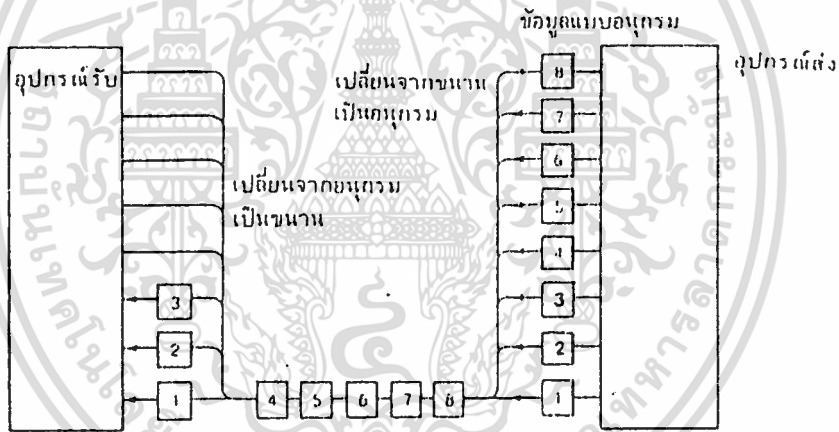 ข้อมูลแบบอนุกรม
อุปกรณ์ส่ง
อุปกรณ์รับ
เปลี่ยนจากขนาน
เป็นอนุกรม
เปลี่ยนจากอนุกรม
เป็นขนาน
8
7
6
5
4
3
2
1
3
2
1
4 5 6 7 8